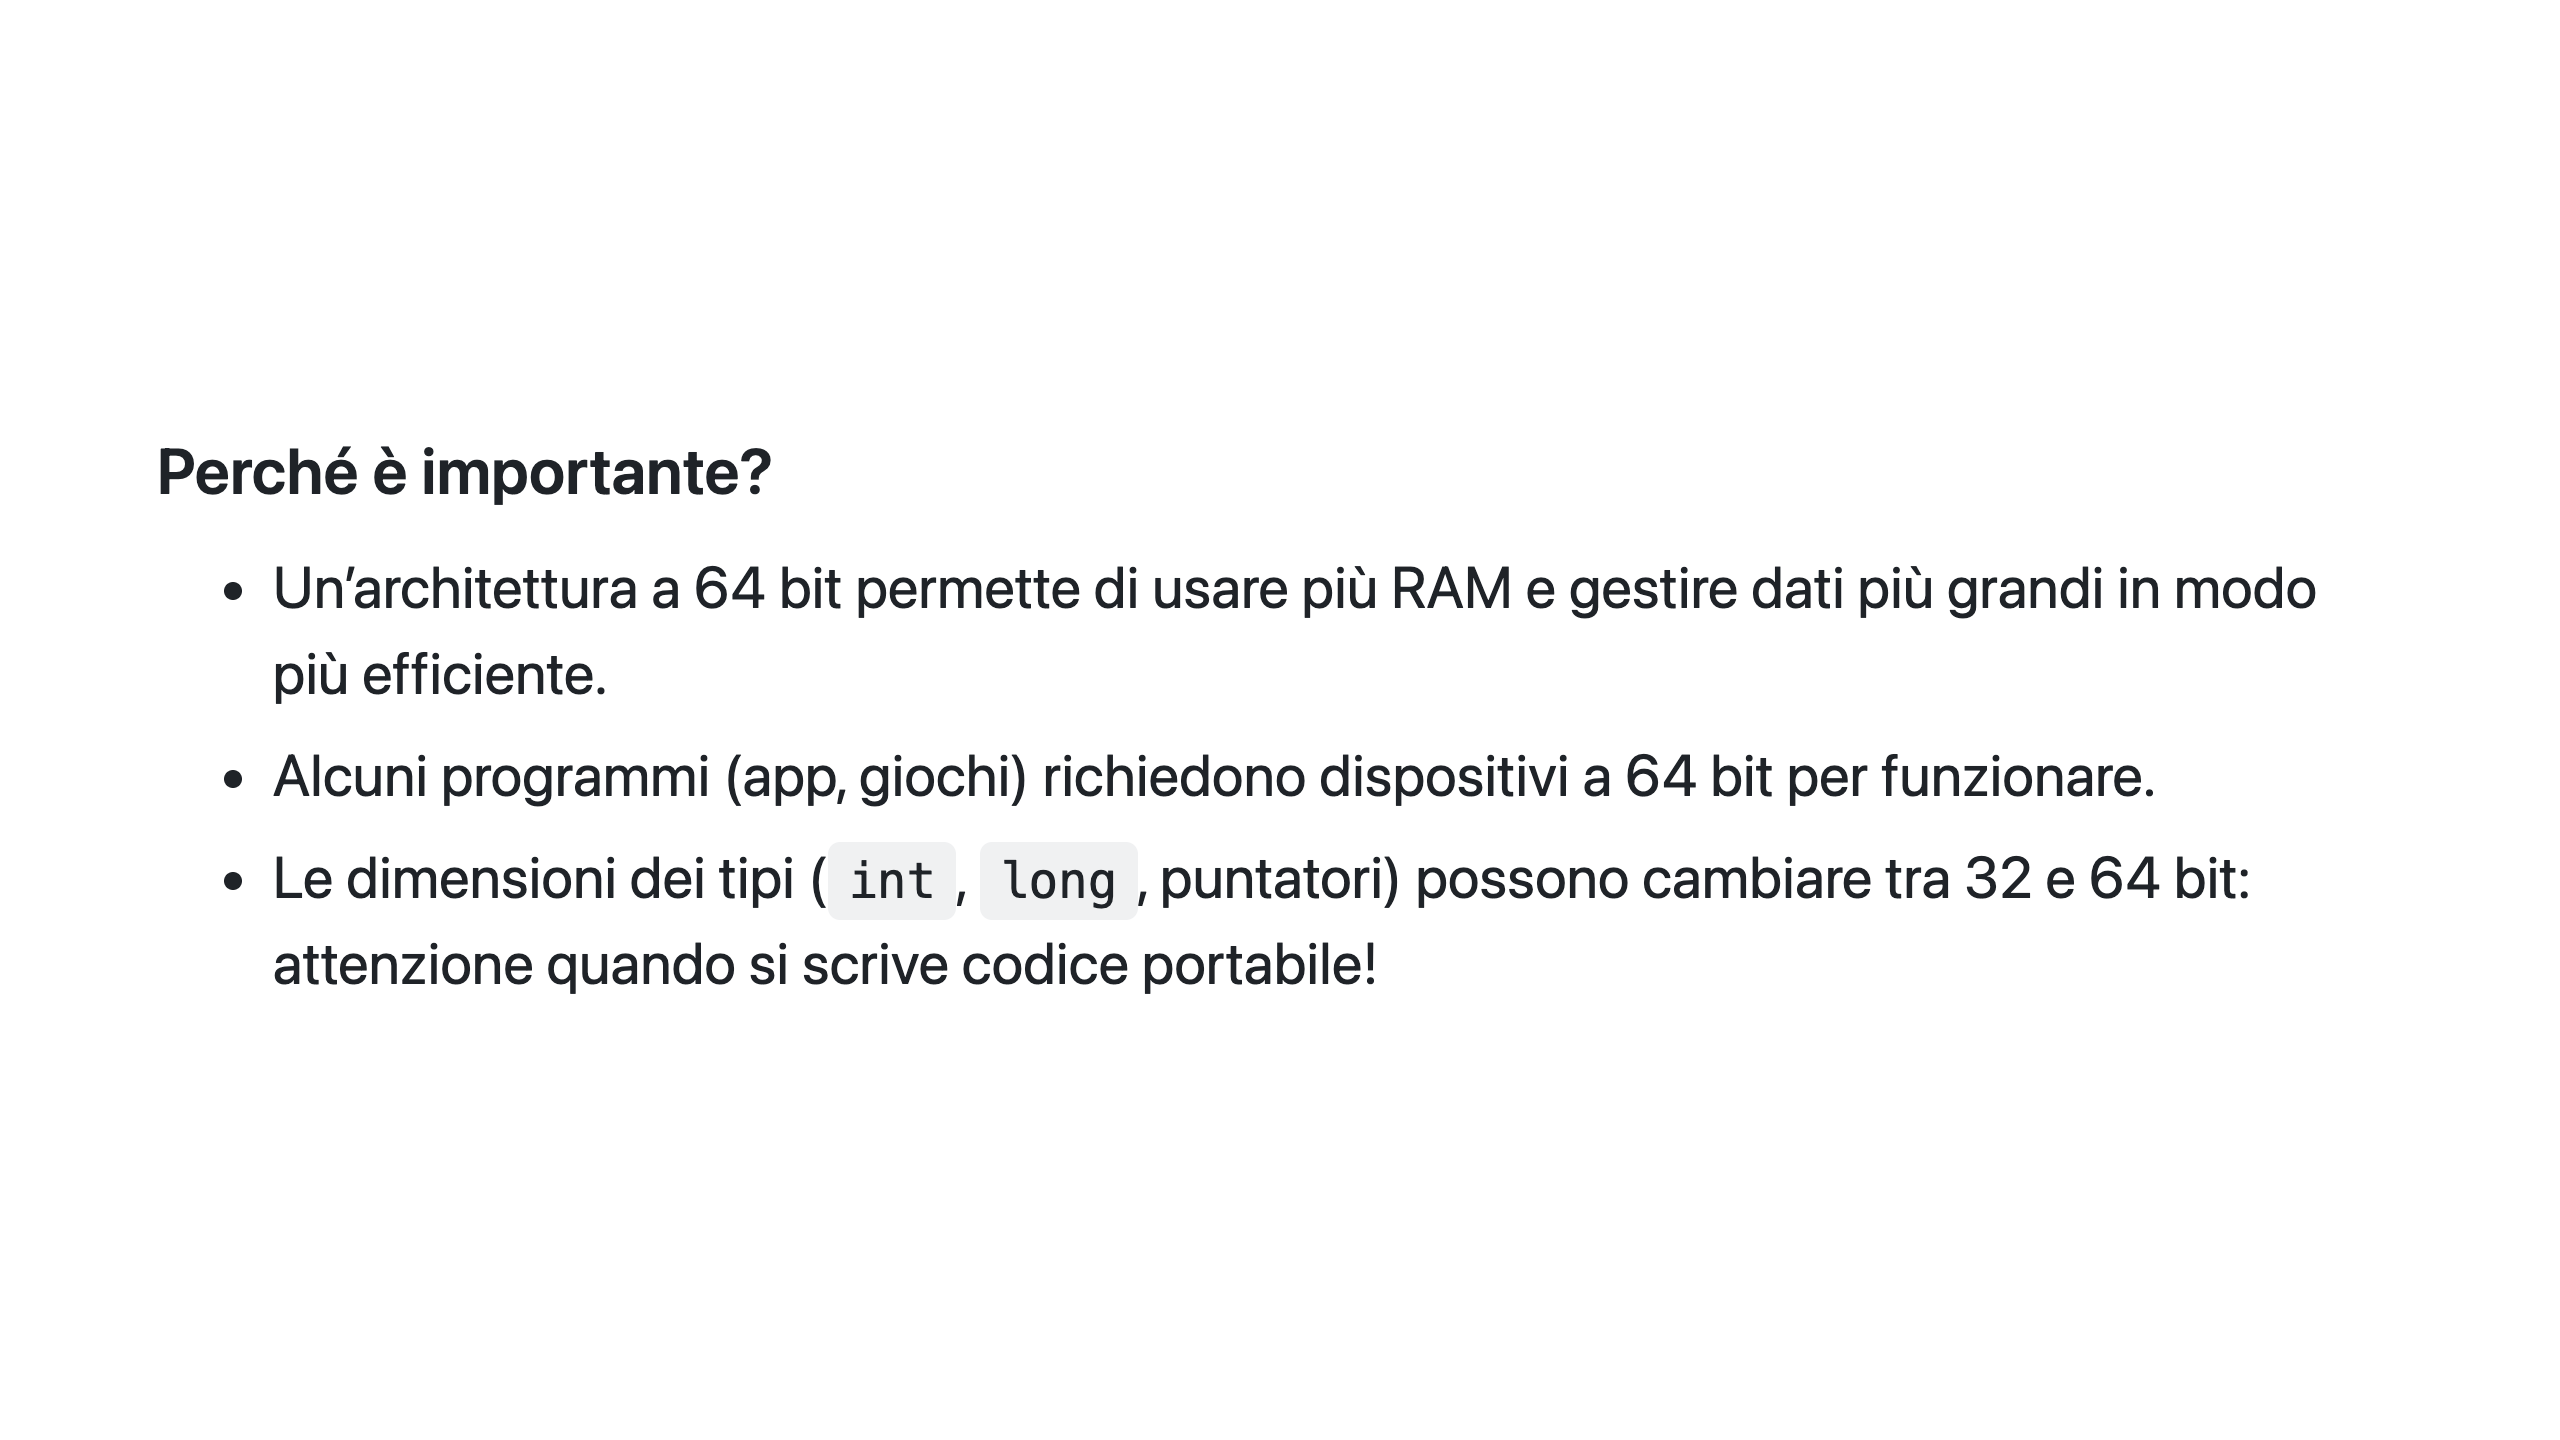 Perché è importante?
• Un’architettura a 64 bit permette di usare più RAM e gestire dati più grandi in modo
più efficiente.
• Alcuni programmi (app, giochi) richiedono dispositivi a 64 bit per funzionare.
• Le dimensioni dei tipi ( int , long , puntatori) possono cambiare tra 32 e 64 bit:
attenzione quando si scrive codice portabile!